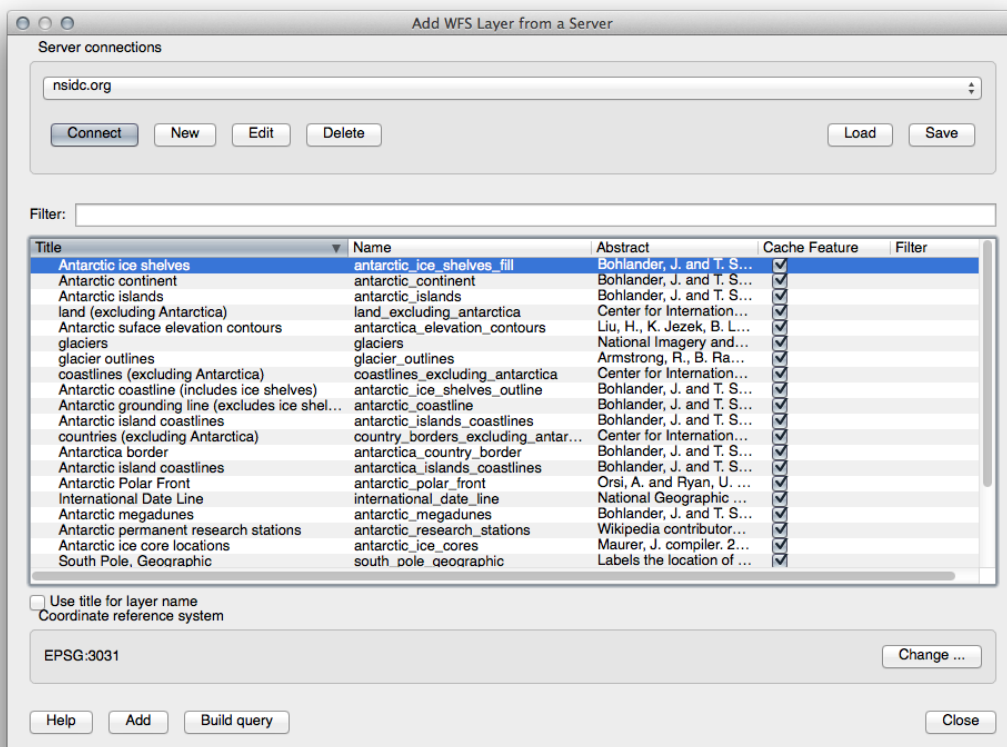 Add WFS Layer from a Server
Server connections
nsidc.org
Connect New Edit Delete Load Save
Filter:
Title Name Abstract Cache Feature Filter
Antarctic ice shelves antarctic_ice_shelves_fill Bohlander, J. and T. S...
Antarctic continent antarctic_continent Bohlander, J. and T. S...
Antarctic islands antarctic_islands Bohlander, J. and T. S...
land (excluding Antarctica) land_excluding_antarctica Center for Internation...
Antarctic suface elevation contours antarctica_elevation_contours Liu, H., K. Jezek, B. L...
glaciers glaciers National Imagery and...
glacier outlines glacier_outlines Armstrong, R., B. Ra...
coastlines (excluding Antarctica) coastlines_excluding_antarctica Center for Internation...
Antarctic coastline (includes ice shelves) antarctic_ice_shelves_outline Bohlander, J. and T. S...
Antarctic grounding line (excludes ice shel... antarctic_coastline Bohlander, J. and T. S...
Antarctic island coastlines antarctic_islands_coastlines Bohlander, J. and T. S...
countries (excluding Antarctica) country_borders_excluding_antar... Center for Internation...
Antarctica border antarctica_country_border Bohlander, J. and T. S...
Antarctic island coastlines antarctica_islands_coastlines Bohlander, J. and T. S...
Antarctic Polar Front antarctic_polar_front Orsi, A. and Ryan, U. ...
International Date Line international_date_line National Geographic ...
Antarctic megadunes antarctic_megadunes Bohlander, J. and T. S...
Antarctic permanent research stations antarctic_research_stations Wikipedia contributor...
Antarctic ice core locations antarctic_ice_cores Maurer, J. compiler. 2...
South Pole, Geographic south_pole_geographic Labels the location of ...
Use title for layer name
Coordinate reference system
EPSG:3031 Change ...
Help Add Build query Close